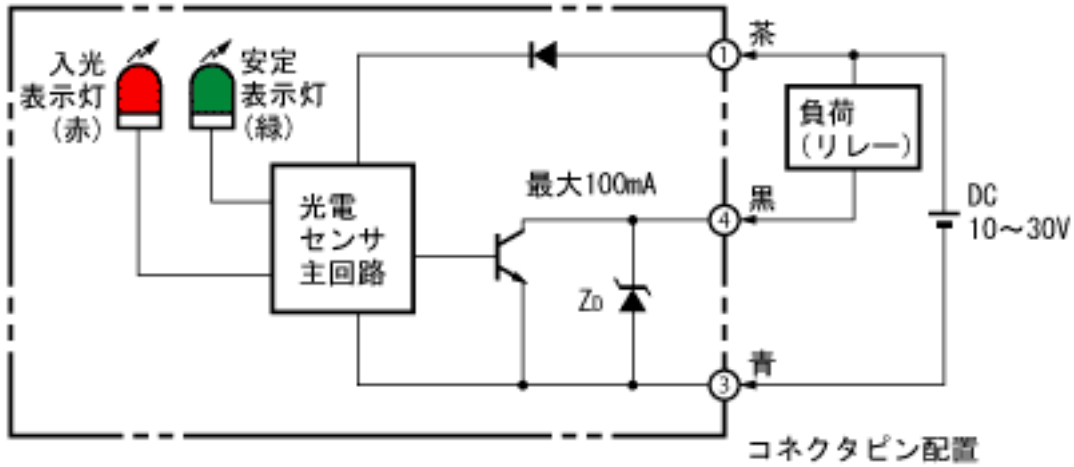 入光
表示灯
(赤)
安定
表示灯
(緑)
光電
センサ
主回路
最大100mA
ZD
①
茶
④
黒
③
青
負荷
(リレー)
DC
10～30V
コネクタピン配置